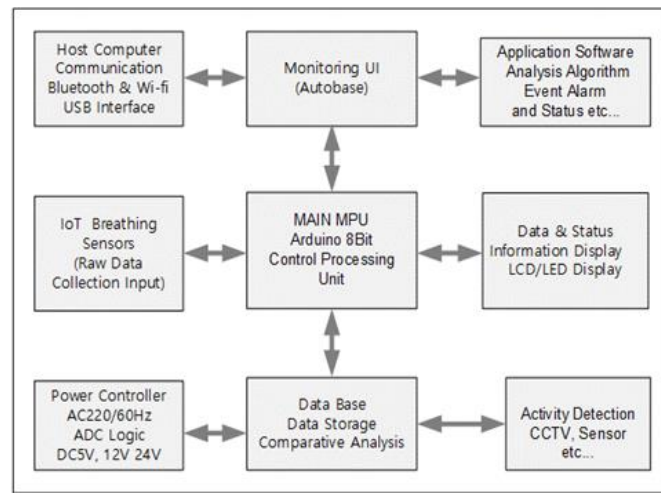 Host Computer
Communication
Bluetooth & Wi-fi
USB Interface
Monitoring UI
(Autobase)
Application Software
Analysis Algorithm
Event Alarm
and Status etc...
IoT Breathing
Sensors
(Raw Data
Collection Input)
MAIN MPU
Arduino 8Bit
Control Processing
Unit
Data & Status
Information Display
LCD/LED Display
Power Controller
AC220/60Hz
ADC Logic
DC5V, 12V 24V
Data Base
Data Storage
Comparative Analysis
Activity Detection
CCTV, Sensor
etc...